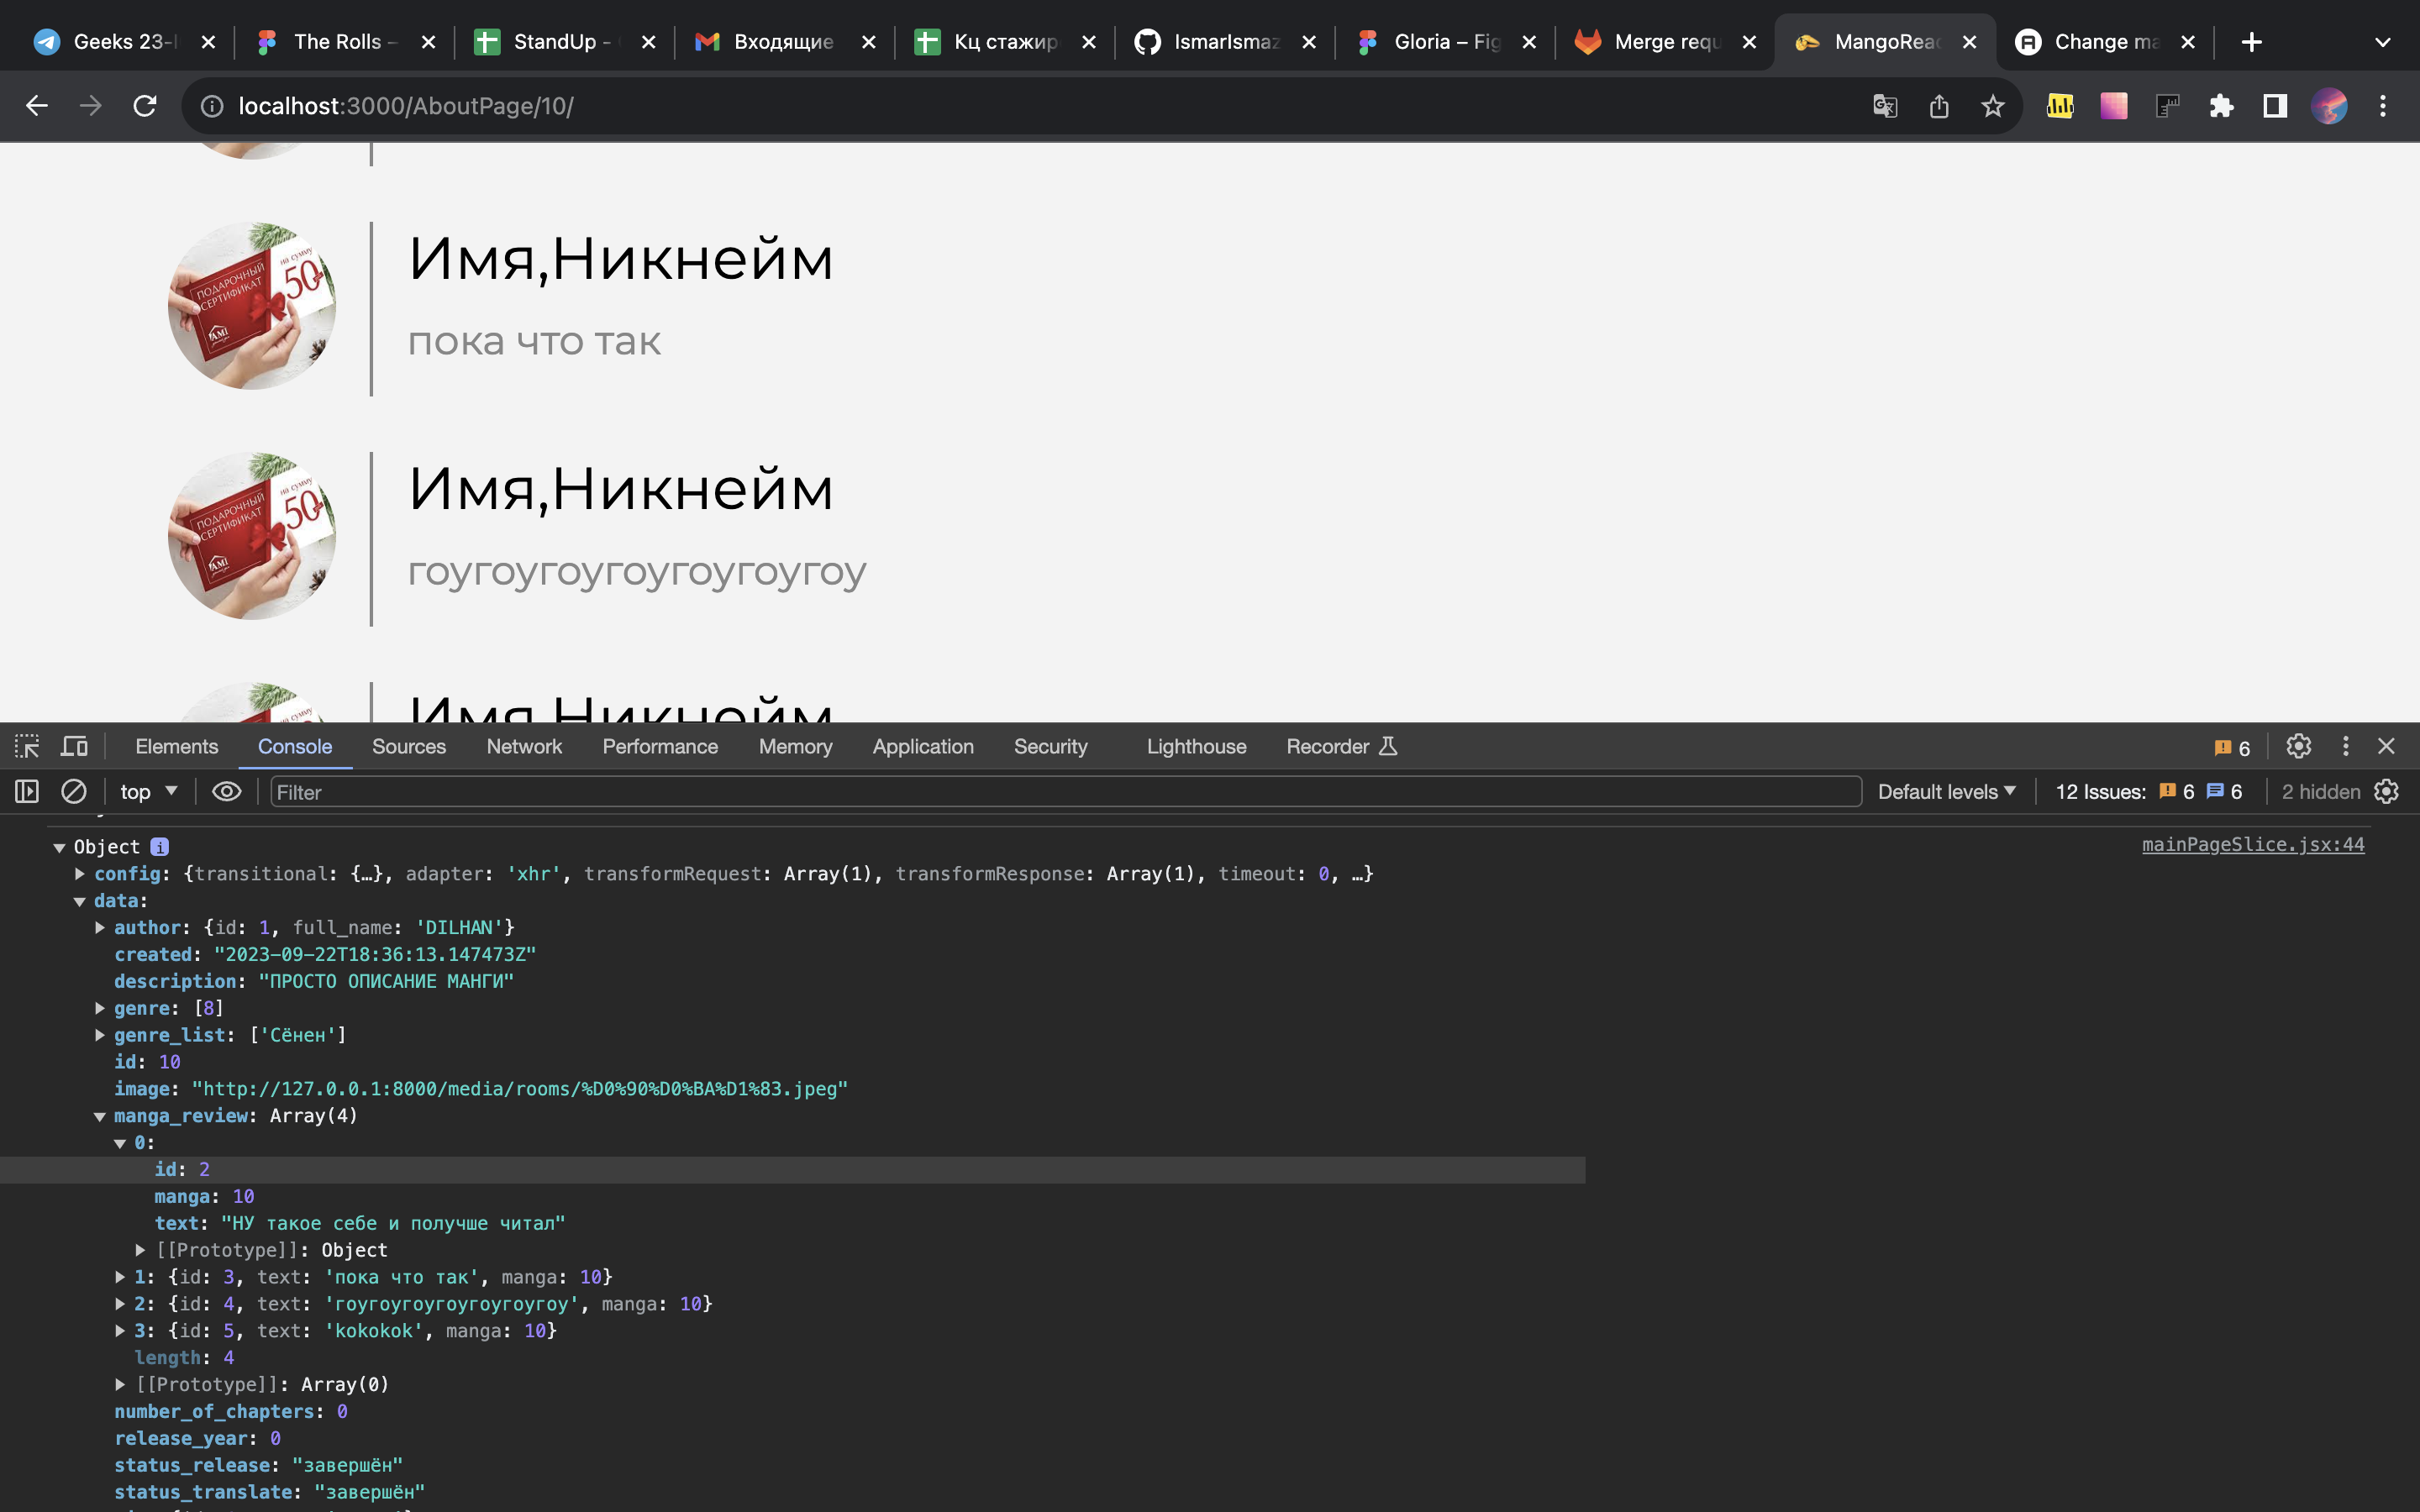 Geeks 23-
The Rolls –
StandUp -
Входящие
Кц стажир
IsmarIsmaz
Gloria – Fig
Merge requ
MangoRead
Change ma
localhost:3000/AboutPage/10/
ПОДАРОЧНЫЙ
СЕРТИФИКАТ
на сумму
50
Имя,Никнейм
пока что так
ПОДАРОЧНЫЙ
СЕРТИФИКАТ
на сумму
50
Имя,Никнейм
гоугоугоугоугоугоугоу
Имя,Никнейм
Elements Console Sources Network Performance Memory Application Security Lighthouse Recorder 6
top Filter Default levels 12 Issues: 6 6 2 hidden
Object i mainPageSlice.jsx:44
config: {transitional: {…}, adapter: 'xhr', transformRequest: Array(1), transformResponse: Array(1), timeout: 0, …}
data:
author: {id: 1, full_name: 'DILHAN'}
created: "2023-09-22T18:36:13.147473Z"
description: "ПРОСТО ОПИСАНИЕ МАНГИ"
genre: [8]
genre_list: ['Сёнен']
id: 10
image: "http://127.0.0.1:8000/media/rooms/%D0%90%D0%BA%D1%83.jpeg"
manga_review: Array(4)
0:
id: 2
manga: 10
text: "НУ такое себе и получше читал"
[[Prototype]]: Object
1: {id: 3, text: 'пока что так', manga: 10}
2: {id: 4, text: 'гоугоугоугоугоугоугоу', manga: 10}
3: {id: 5, text: 'kokokok', manga: 10}
length: 4
[[Prototype]]: Array(0)
number_of_chapters: 0
release_year: 0
status_release: "завершён"
status_translate: "завершён"